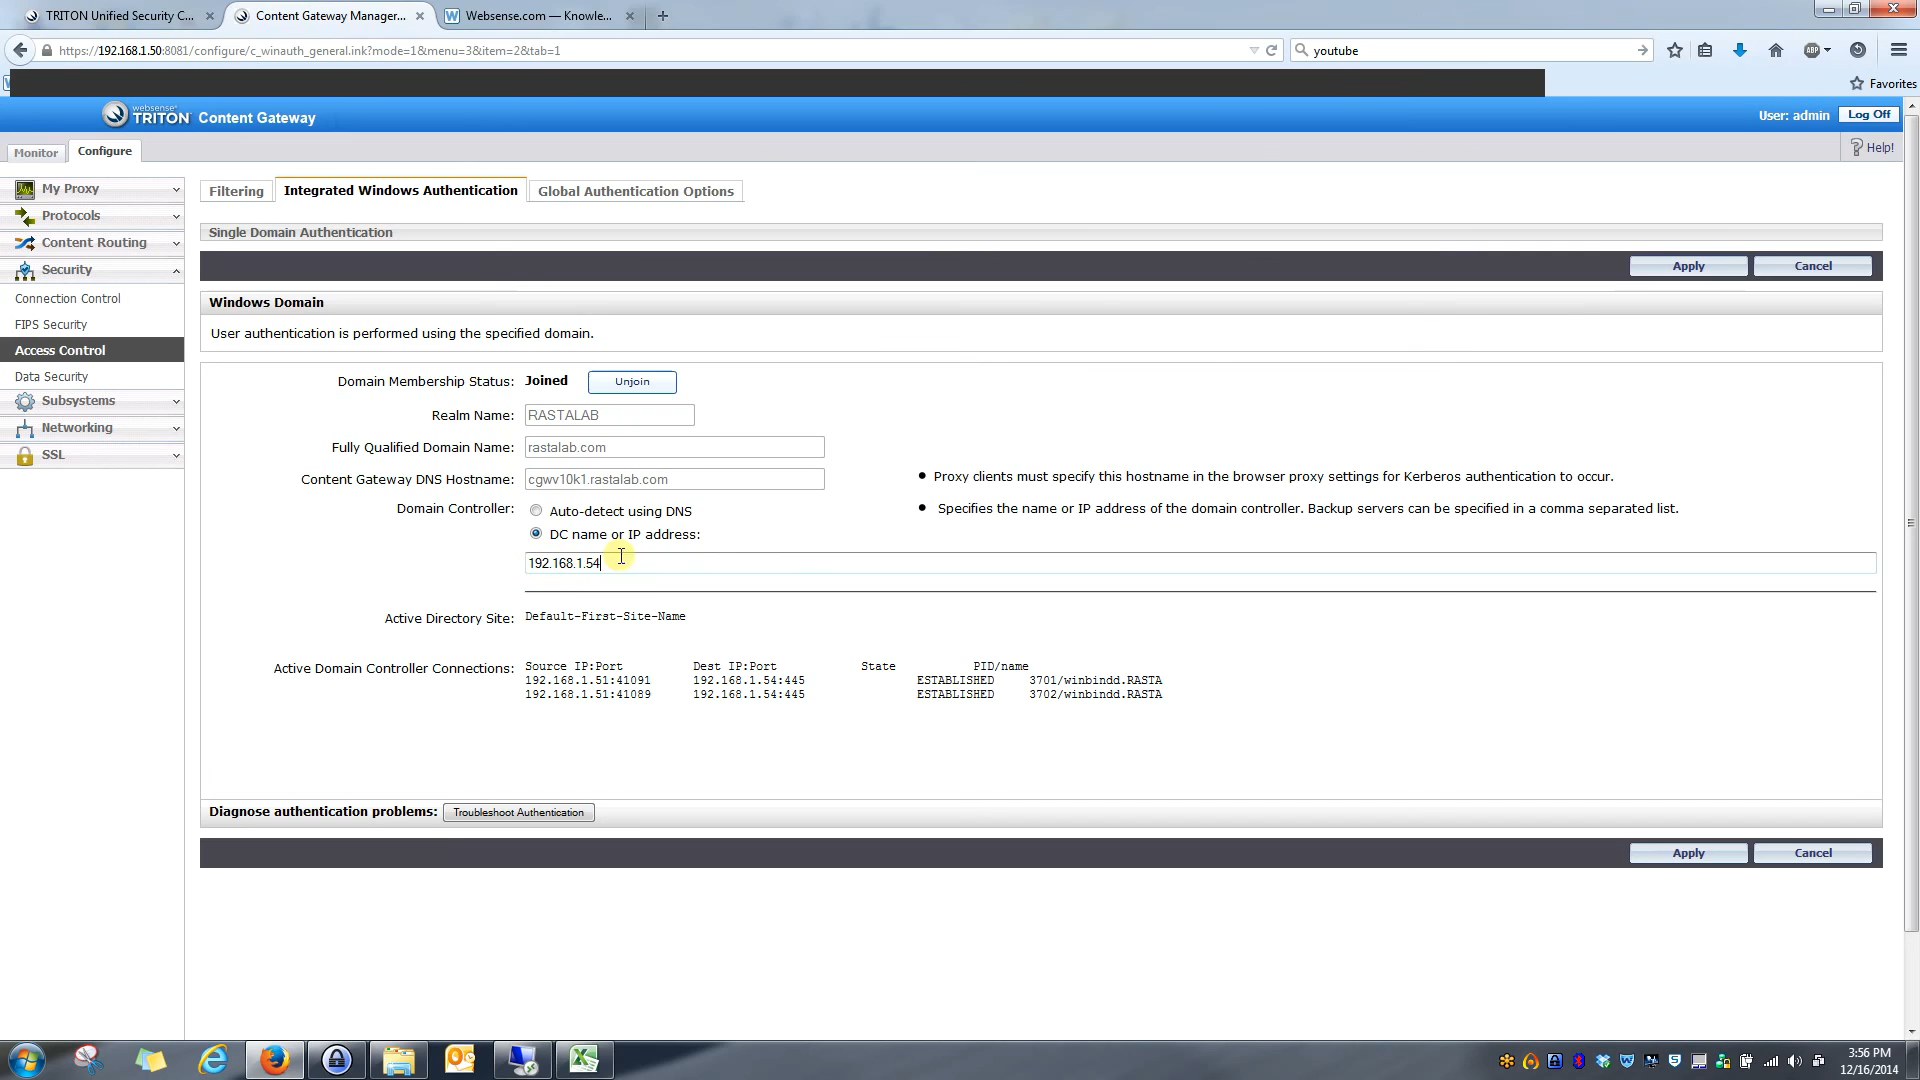 TRITON Unified Security C...
Content Gateway Manager...
Websense.com — Knowle...
https://192.168.1.50:8081/configure/c_winauth_general.ink?mode=1&menu=3&item=2&tab=1
youtube
ABP
Favorites
websense®
TRITON Content Gateway
User: admin
Log Off
Monitor
Configure
Help!
My Proxy
Protocols
Content Routing
Security
Connection Control
FIPS Security
Access Control
Data Security
Subsystems
Networking
SSL
Filtering
Integrated Windows Authentication
Global Authentication Options
Single Domain Authentication
Apply
Cancel
Windows Domain
User authentication is performed using the specified domain.
Domain Membership Status: Joined Unjoin
Realm Name: RASTALAB
Fully Qualified Domain Name: rastalab.com
Content Gateway DNS Hostname: cgwv10k1.rastalab.com
• Proxy clients must specify this hostname in the browser proxy settings for Kerberos authentication to occur.
Domain Controller: Auto-detect using DNS
• Specifies the name or IP address of the domain controller. Backup servers can be specified in a comma separated list.
DC name or IP address:
192.168.1.54
Active Directory Site: Default-First-Site-Name
Active Domain Controller Connections: Source IP:Port Dest IP:Port State PID/name
192.168.1.51:41091 192.168.1.54:445 ESTABLISHED 3701/winbindd.RASTA
192.168.1.51:41089 192.168.1.54:445 ESTABLISHED 3702/winbindd.RASTA
Diagnose authentication problems: Troubleshoot Authentication
Apply
Cancel
3:56 PM
12/16/2014